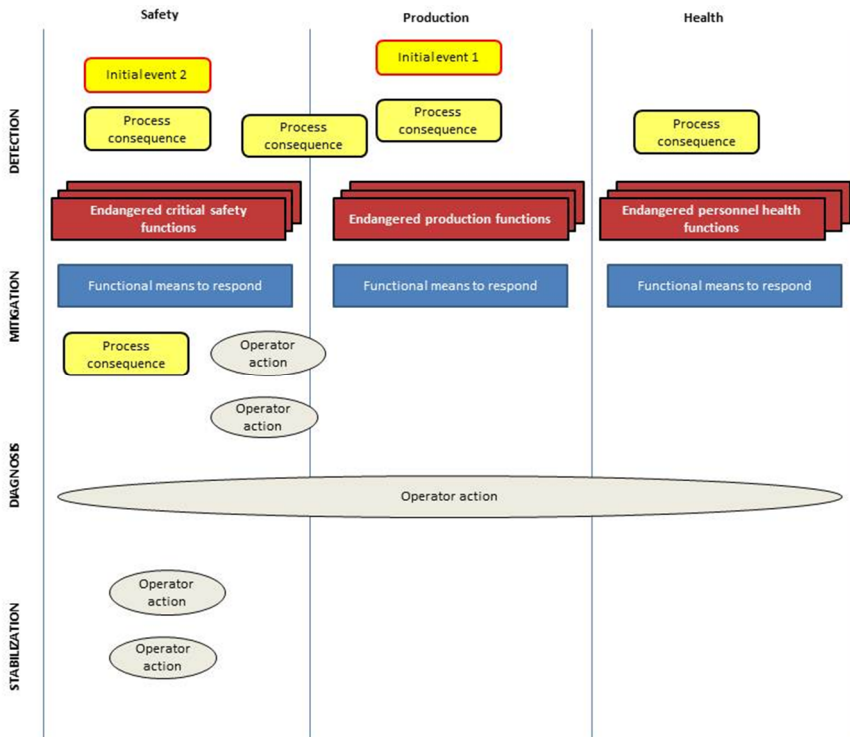 Safety
Production
Health
DETECTION
Initial event 2
Initial event 1
Process
consequence
Process
consequence
Process
consequence
Process
consequence
Endangered critical safety
functions
Endangered production functions
Endangered personnel health
functions
MITIGATION
Functional means to respond
Functional means to respond
Functional means to respond
Process
consequence
Operator
action
Operator
action
DIAGNOSIS
Operator action
STABILIZATION
Operator
action
Operator
action